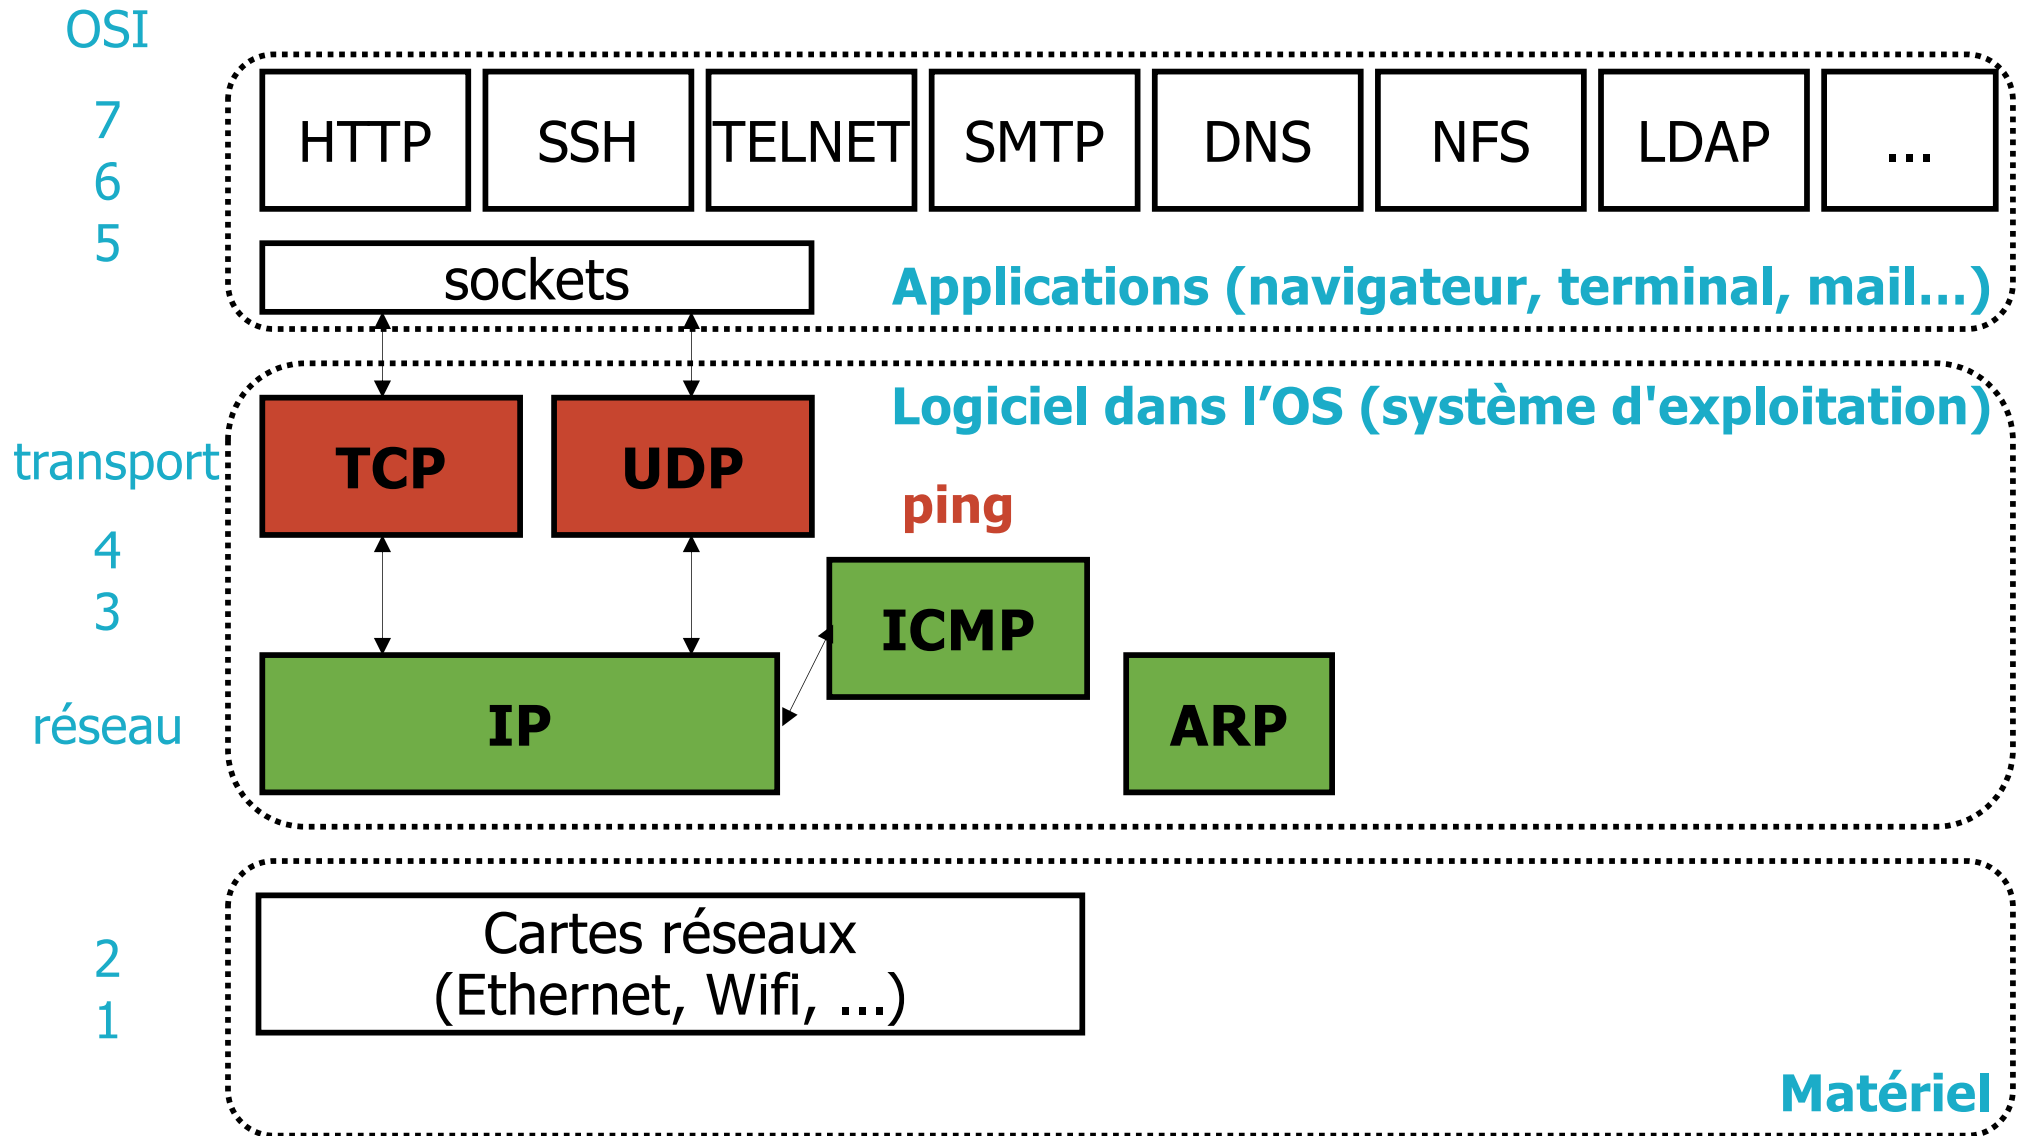 OSI
7
6
5
HTTP
SSH
TELNET
SMTP
DNS
NFS
LDAP
...
sockets
Applications (navigateur, terminal, mail...)
Logiciel dans l’OS (système d'exploitation)
transport
TCP
UDP
ping
4
3
ICMP
réseau
IP
ARP
2
1
Cartes réseaux
(Ethernet, Wifi, ...)
Matériel